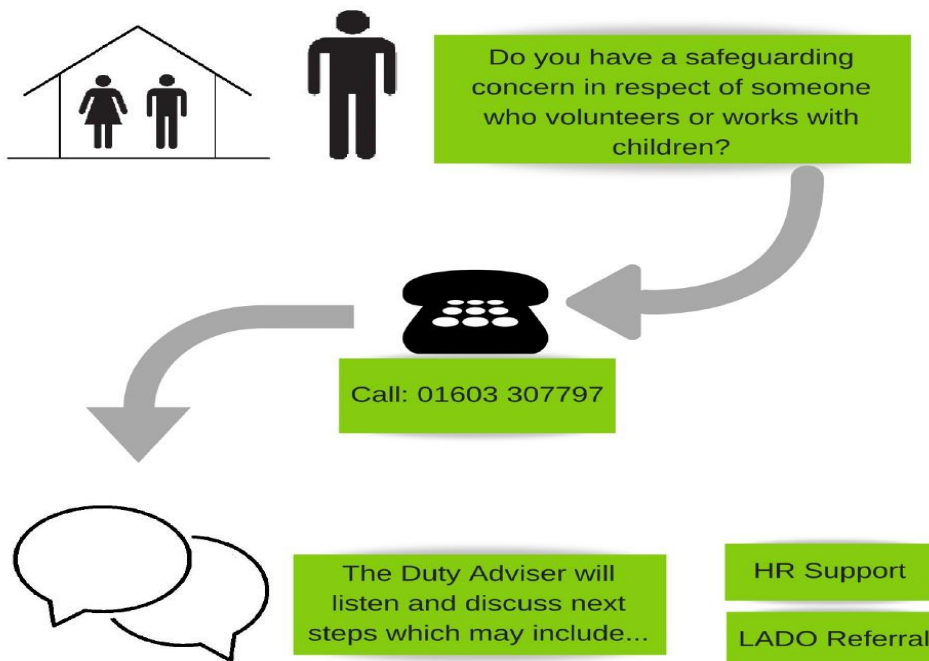 Do you have a safeguarding
concern in respect of someone
who volunteers or works with
children?
Call: 01603 307797
The Duty Adviser will
listen and discuss next
steps which may include...
HR Support
LADO Referral